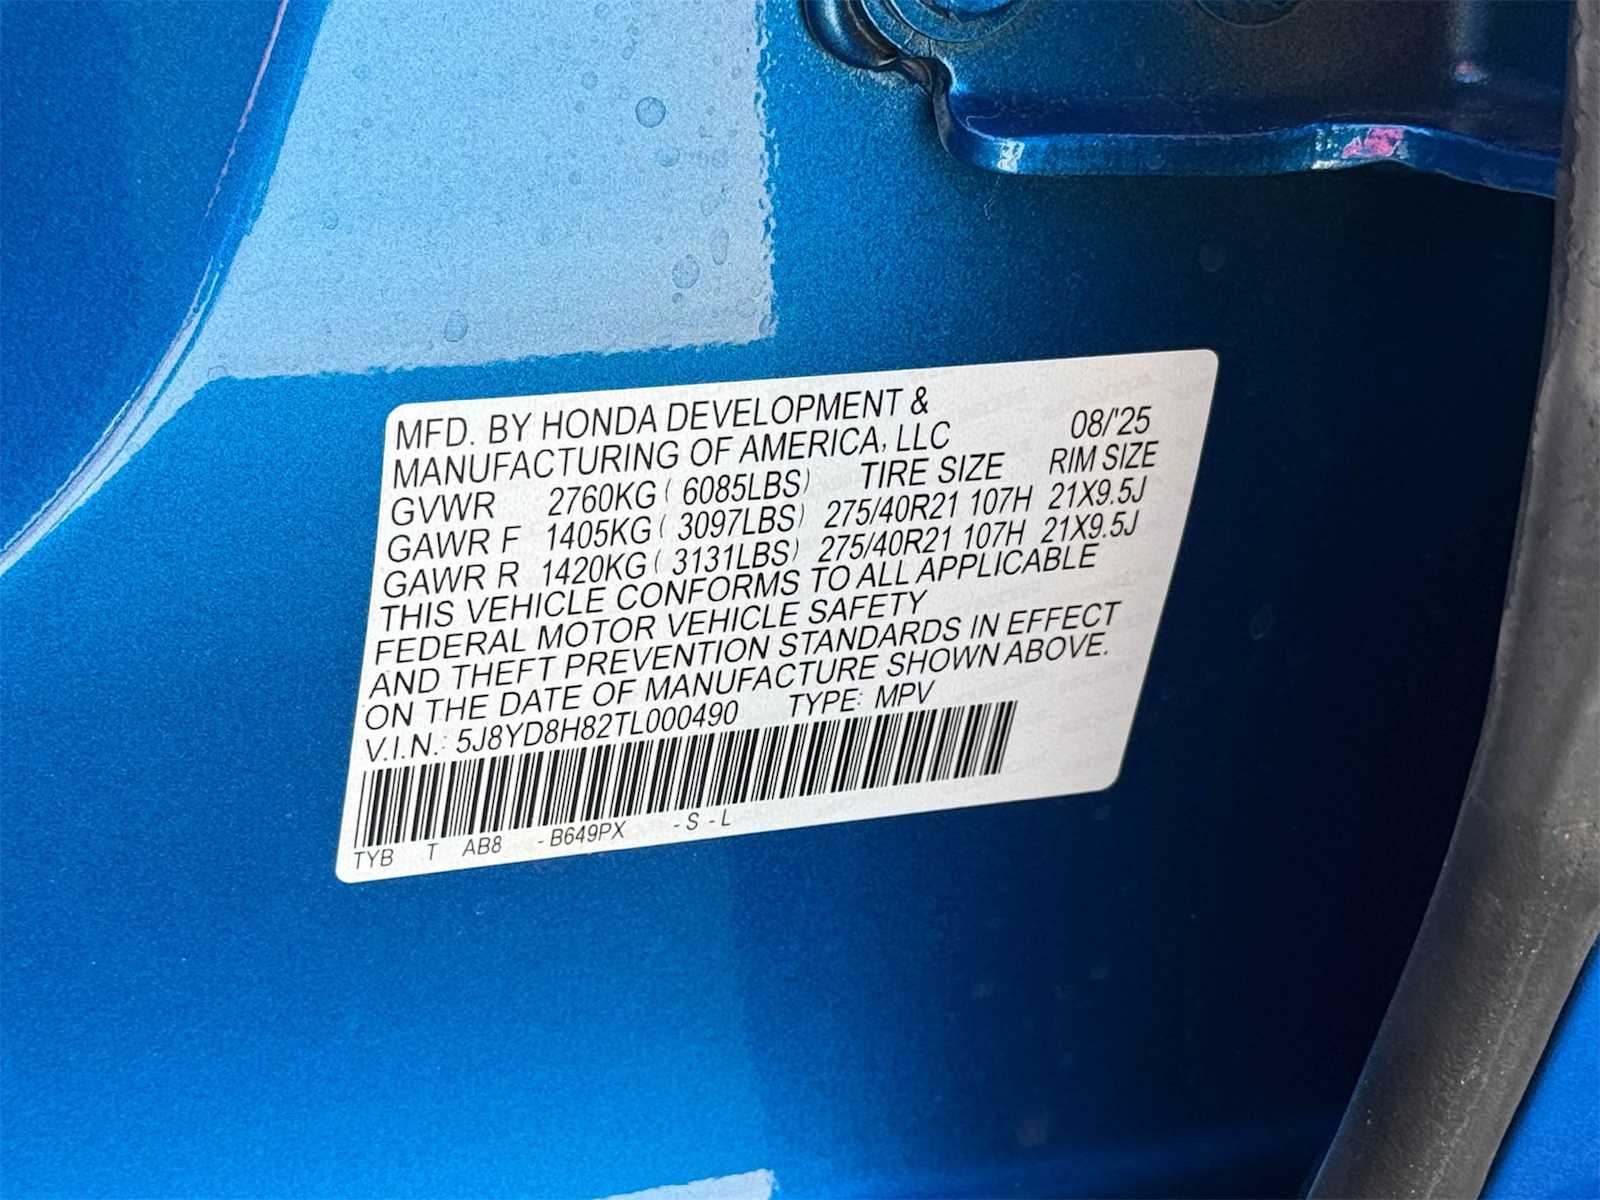 MFD. BY HONDA DEVELOPMENT &
MANUFACTURING OF AMERICA, LLC 08/'25
GVWR 2760KG ( 6085LBS) TIRE SIZE RIM SIZE
GAWR F 1405KG ( 3097LBS) 275/40R21 107H 21X9.5J
GAWR R 1420KG ( 3131LBS) 275/40R21 107H 21X9.5J
THIS VEHICLE CONFORMS TO ALL APPLICABLE
FEDERAL MOTOR VEHICLE SAFETY
AND THEFT PREVENTION STANDARDS IN EFFECT
ON THE DATE OF MANUFACTURE SHOWN ABOVE.
V.I.N.: 5J8YD8H82TL000490 TYPE: MPV
TYB T AB8 - B649PX - S - L